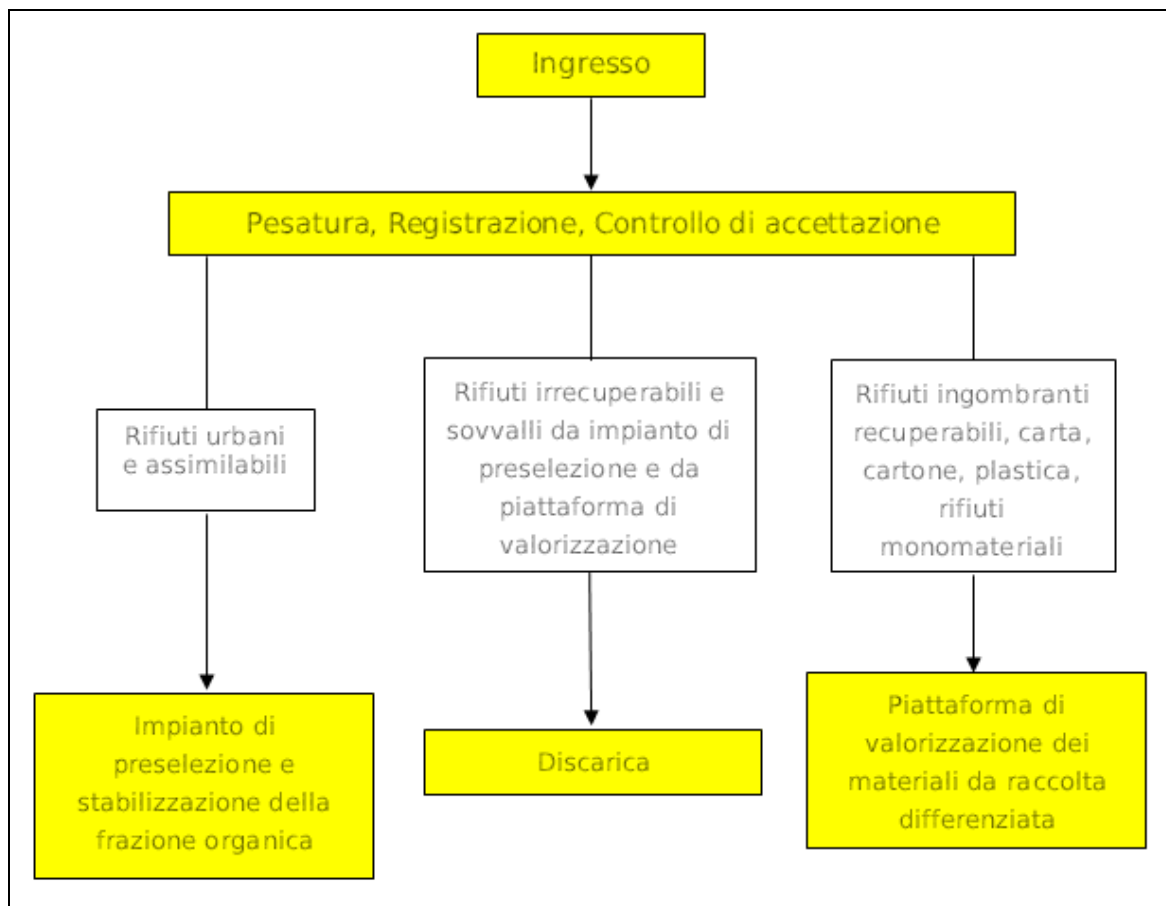 Ingresso
Pesatura, Registrazione, Controllo di accettazione
Rifiuti urbani
e assimilabili
Rifiuti irrecuperabili e
sovvalli da impianto di
preselezione e da
piattaforma di
valorizzazione
Rifiuti ingombranti
recuperabili, carta,
cartone, plastica,
rifiuti
monomateriali
Impianto di
preselezione e
stabilizzazione della
frazione organica
Discarica
Piattaforma di
valorizzazione dei
materiali da raccolta
differenziata